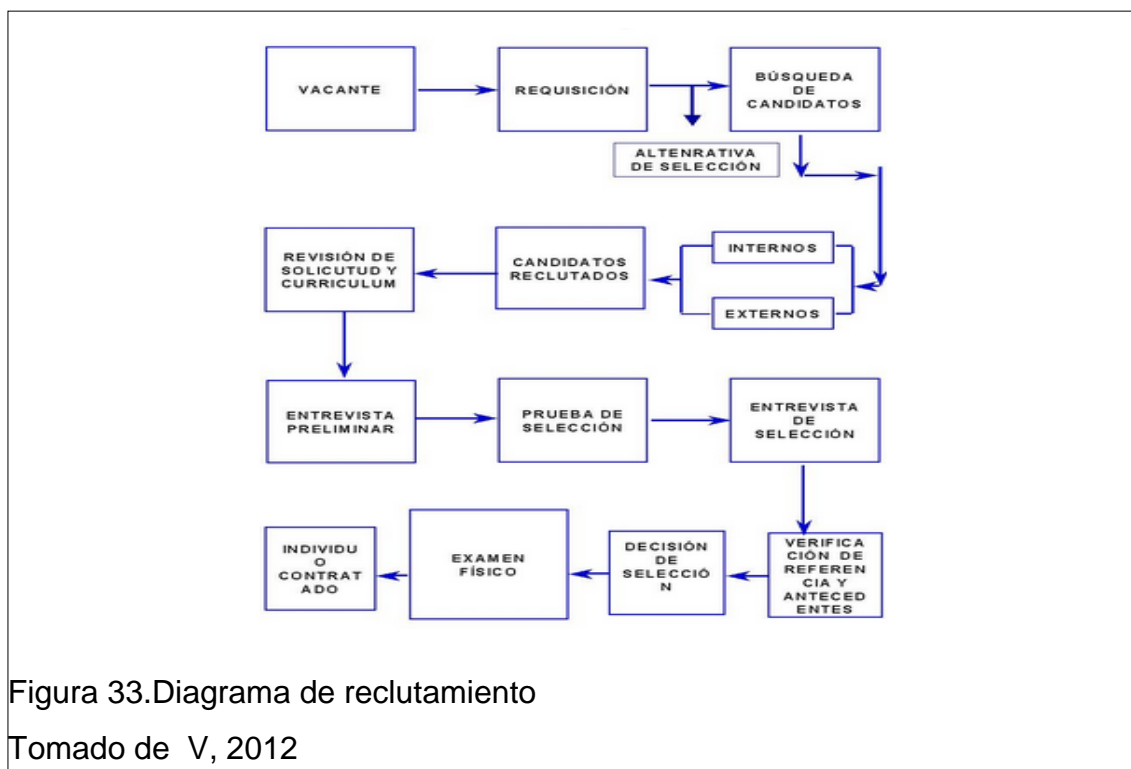 VACANTE
REQUISICIÓN
BÚSQUEDA
DE
CANDIDATOS
ALTENRATIVA
DE SELECCIÓN
REVISIÓN DE
SOLICUTUD Y
CURRICULUM
CANDIDATOS
RECLUTADOS
INTERNOS
EXTERNOS
ENTREVISTA
PRELIMINAR
PRUEBA DE
SELECCIÓN
ENTREVISTA
DE
SELECCIÓN
INDIVIDU
O
CONTRAT
ADO
EXAMEN
FÍSICO
DECISIÓN
DE
SELECCIÓ
N
VERIFICA
CIÓN DE
REFEREN
CIA Y
ANTECED
ENTES
Figura 33.Diagrama de reclutamiento
Tomado de V, 2012